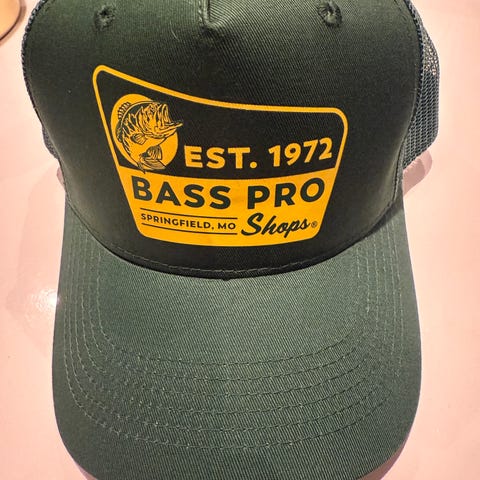 EST. 1972
BASS PRO
SPRINGFIELD, MO Shops®